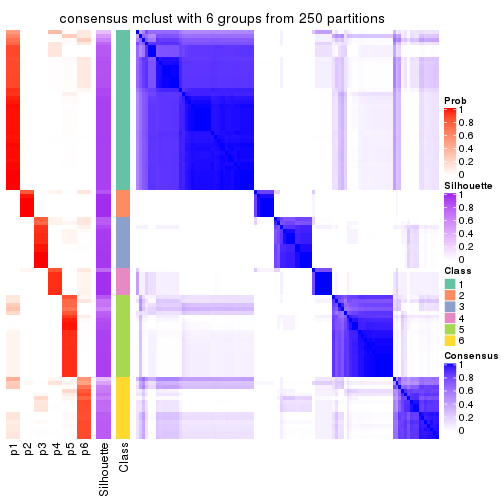 consensus mclust with 6 groups from 250 partitions
Prob
1
0.8
0.6
0.4
0.2
0
Silhouette
1
0.8
0.6
0.4
0.2
0
Class
1
2
3
4
5
6
Consensus
1
0.8
0.6
0.4
0.2
0
p1
p2
p3
p4
p5
p6
Silhouette
Class